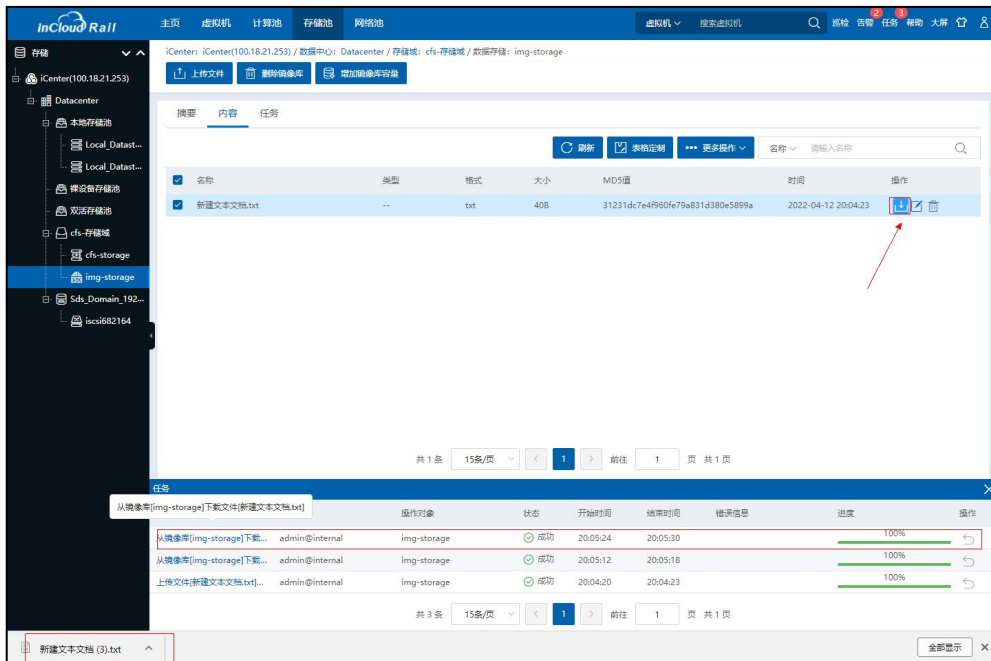 InCloud Rail
主页 虚拟机 计算池 存储池 网络池 虚拟机 搜索虚拟机 巡检 告警 2 任务 3 帮助 大屏
存储
iCenter(100.18.21.253)
Datacenter
本地存储池
Local_Datast...
Local_Datast...
裸设备存储池
双活存储池
cfs-存储域
cfs-storage
img-storage
Sds_Domain_192...
iscsi682164
iCenter: iCenter(100.18.21.253) / 数据中心: Datacenter / 存储域: cfs-存储域 / 数据存储: img-storage
上传文件 删除镜像库 增加镜像库容量
摘要 内容 任务
刷新 表格定制 更多操作 名称 请输入名称
名称 类型 格式 大小 MD5值 时间 操作
新建文本文档.txt -- txt 40B 31231dc7e4f960fe79a831d380e5899a 2022-04-12 20:04:23
共 1 条 15条/页 < 1 > 前往 1 页 共 1 页
任务
从镜像库[img-storage]下载文件[新建文本文档.txt]
操作对象 状态 开始时间 结束时间 错误信息 进度 操作
从镜像库[img-storage]下载... admin@internal img-storage 成功 20:05:24 20:05:30 100%
从镜像库[img-storage]下载... admin@internal img-storage 成功 20:05:12 20:05:18 100%
上传文件[新建文本文档.txt]... admin@internal img-storage 成功 20:04:20 20:04:23 100%
共 3 条 15条/页 < 1 > 前往 1 页 共 1 页
新建文本文档 (3).txt 全部显示